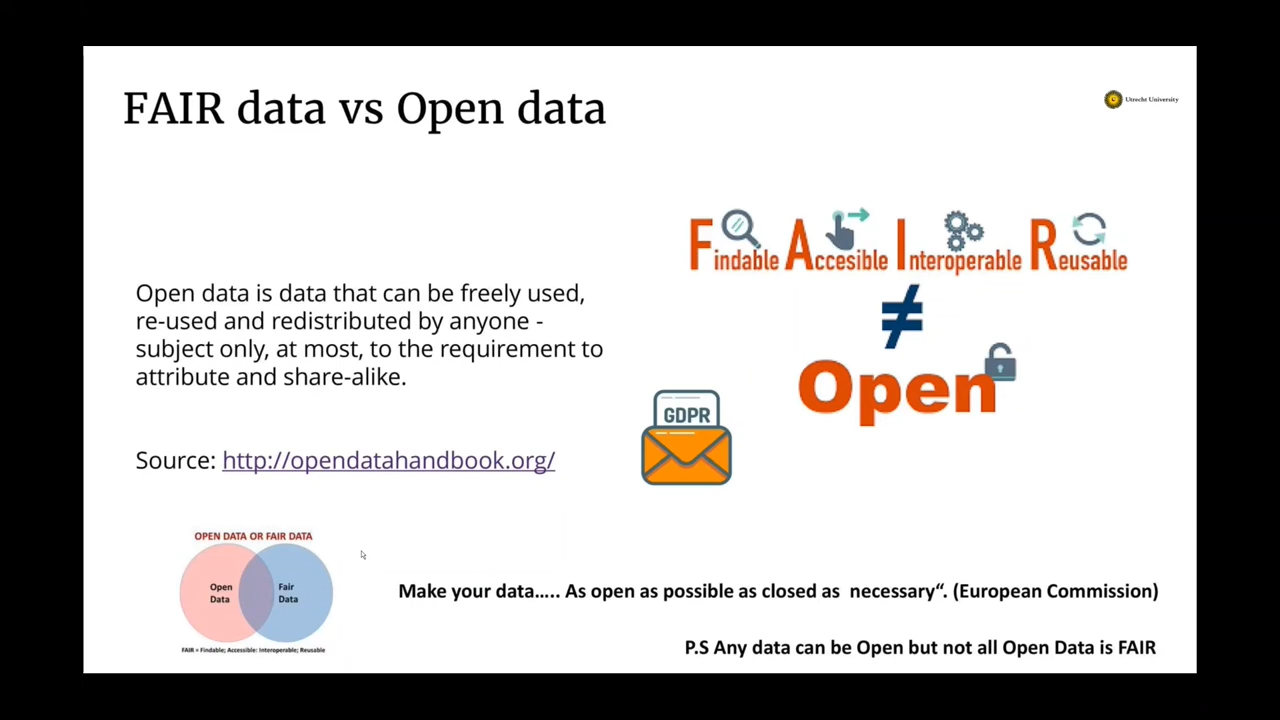 FAIR data vs Open data
Utrecht University
Findable Accesible Interoperable Reusable
≠
Open
Open data is data that can be freely used,
re-used and redistributed by anyone -
subject only, at most, to the requirement to
attribute and share-alike.
GDPR
Source: http://opendatahandbook.org/
OPEN DATA OR FAIR DATA
Open
Data
Fair
Data
FAIR = Findable; Accessible: Interoperable; Reusable
Make your data….. As open as possible as closed as  necessary“. (European Commission)
P.S Any data can be Open but not all Open Data is FAIR